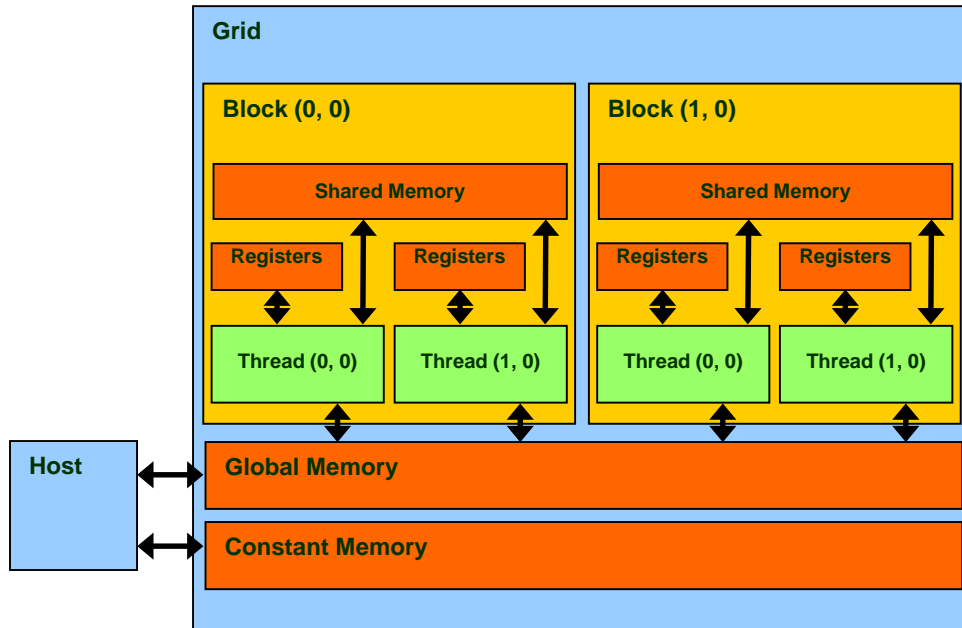 Grid
Block (0, 0)
Block (1, 0)
Shared Memory
Shared Memory
Registers
Registers
Registers
Registers
Thread (0, 0)
Thread (1, 0)
Thread (0, 0)
Thread (1, 0)
Host
Global Memory
Constant Memory